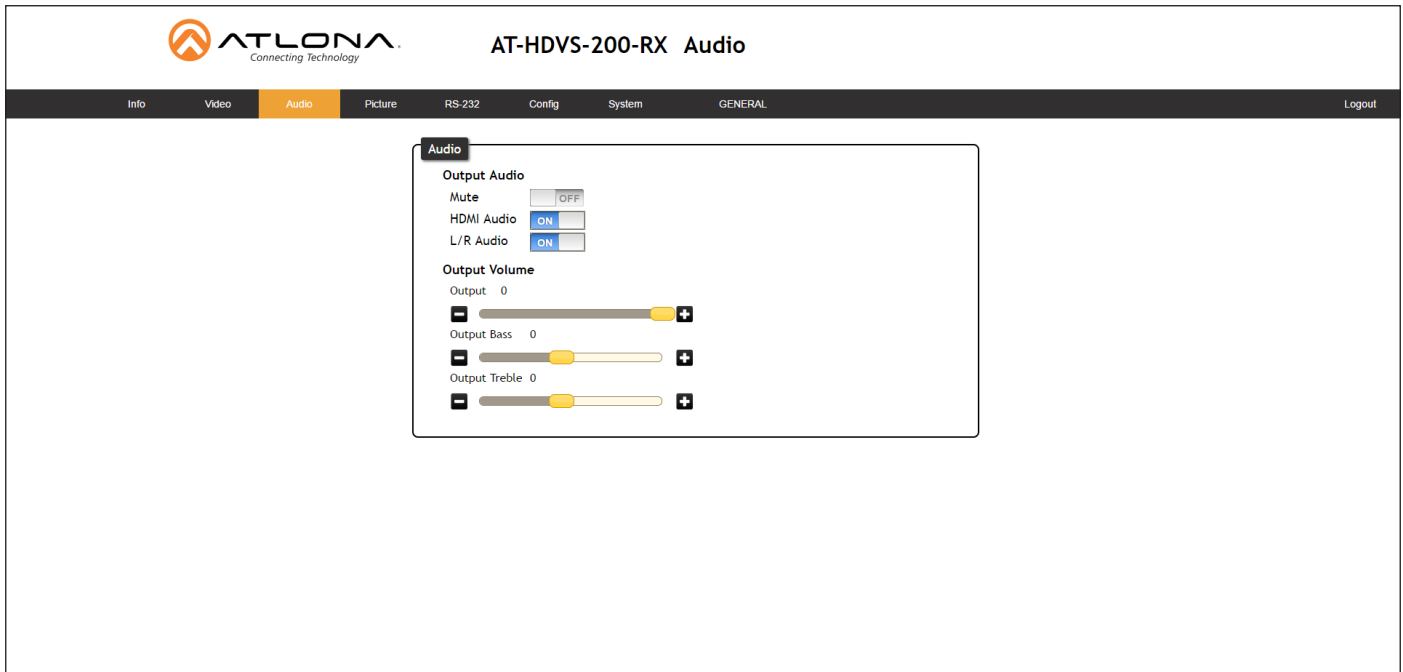 ATLONA.
Connecting Technology
AT-HDVS-200-RX Audio
Info Video Audio Picture RS-232 Config System GENERAL Logout
Audio
Output Audio
Mute OFF
HDMI Audio ON
L/R Audio ON
Output Volume
Output 0
Output Bass 0
Output Treble 0